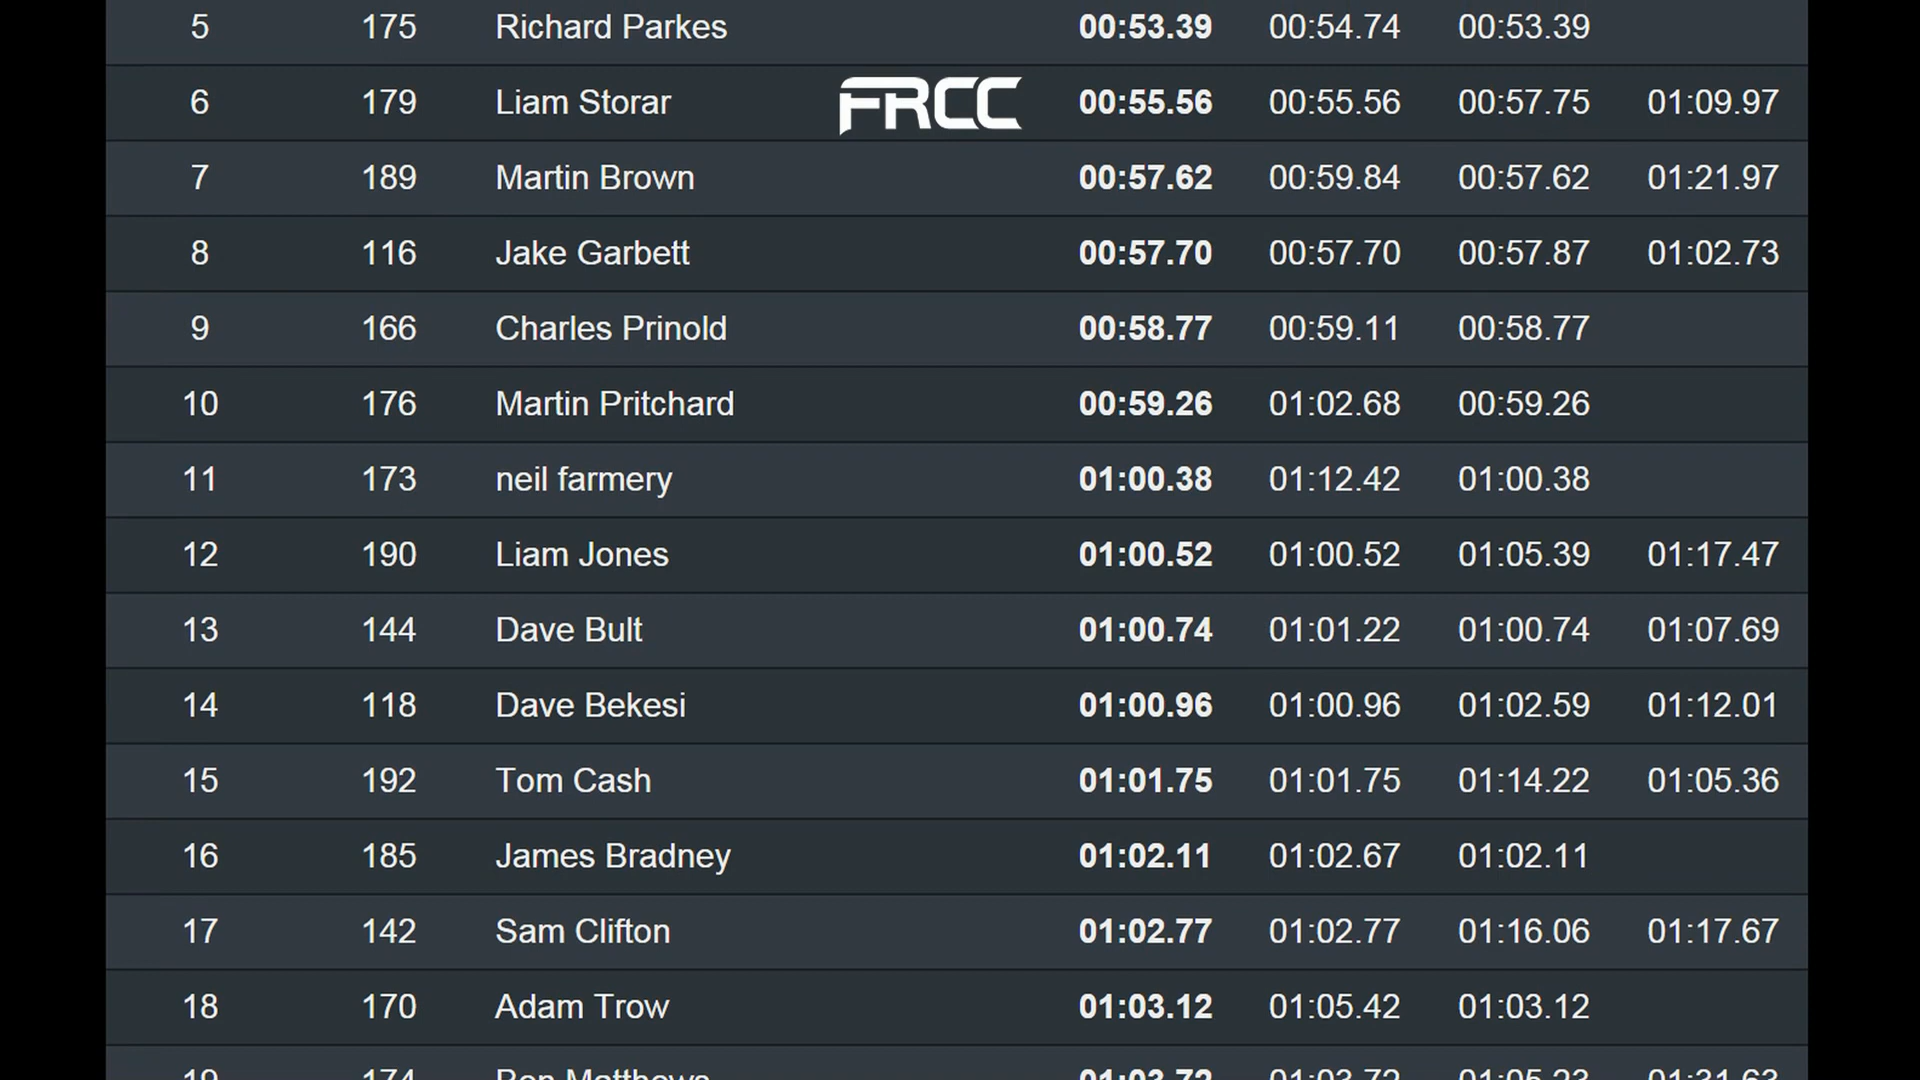 5 175 Richard Parkes 00:53.39 00:54.74 00:53.39
6 179 Liam Storar FRCC 00:55.56 00:55.56 00:57.75 01:09.97
7 189 Martin Brown 00:57.62 00:59.84 00:57.62 01:21.97
8 116 Jake Garbett 00:57.70 00:57.70 00:57.87 01:02.73
9 166 Charles Prinold 00:58.77 00:59.11 00:58.77
10 176 Martin Pritchard 00:59.26 01:02.68 00:59.26
11 173 neil farmery 01:00.38 01:12.42 01:00.38
12 190 Liam Jones 01:00.52 01:00.52 01:05.39 01:17.47
13 144 Dave Bult 01:00.74 01:01.22 01:00.74 01:07.69
14 118 Dave Bekesi 01:00.96 01:00.96 01:02.59 01:12.01
15 192 Tom Cash 01:01.75 01:01.75 01:14.22 01:05.36
16 185 James Bradney 01:02.11 01:02.67 01:02.11
17 142 Sam Clifton 01:02.77 01:02.77 01:16.06 01:17.67
18 170 Adam Trow 01:03.12 01:05.42 01:03.12
19 174 Matthews 01:03.72 01:03.72